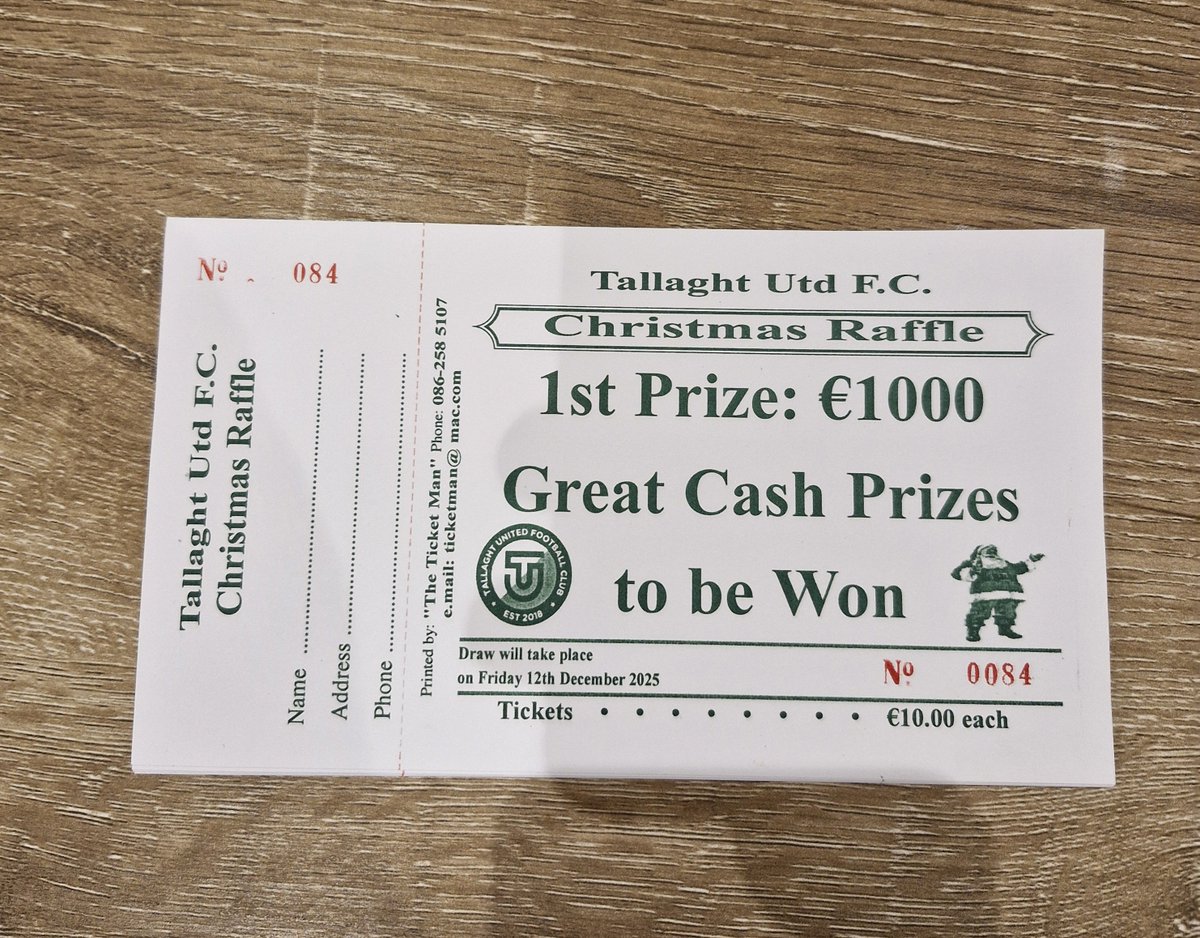 Nº 084
Tallaght Utd F.C.
Christmas Raffle
Name
Address
Phone
Printed by: "The Ticket Man" Phone: 086-258 5107
e.mail: ticketman@ mac.com
Tallaght Utd F.C.
Christmas Raffle
1st Prize: €1000
Great Cash Prizes
to be Won
TALLAGHT UNITED FOOTBALL CLUB
TU
EST 2018
Draw will take place
on Friday 12th December 2025
Nº 0084
Tickets . . . . . . . . €10.00 each